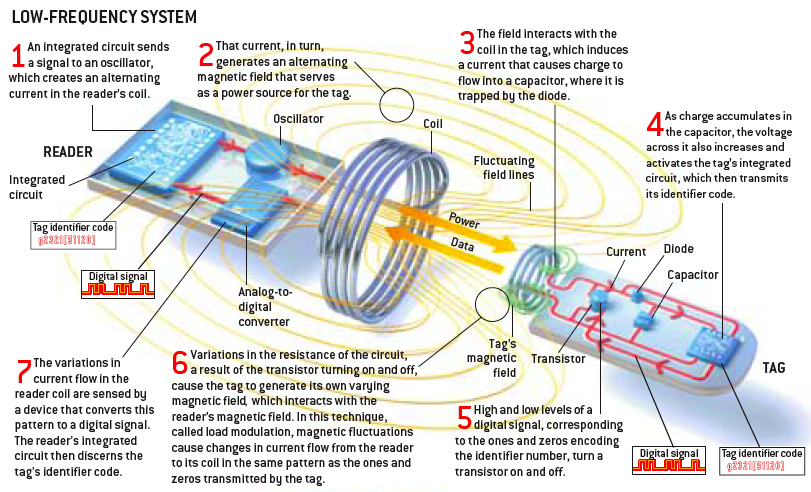 LOW-FREQUENCY SYSTEM
1 An integrated circuit sends
a signal to an oscillator,
which creates an alternating
current in the reader's coil.
2 That current, in turn,
generates an alternating
magnetic field that serves
as a power source for the tag.
3 The field interacts with the
coil in the tag, which induces
a current that causes charge to
flow into a capacitor, where it is
trapped by the diode.
4 As charge accumulates in
the capacitor, the voltage
across it also increases and
activates the tag's integrated
circuit, which then transmits
its identifier code.
Oscillator
Coil
READER
Integrated
circuit
Fluctuating
field lines
Tag identifier code
g2321[51120]
Power
Data
Digital signal
Analog-to-
digital
converter
Current
Diode
Capacitor
Tag's
magnetic
field
Transistor
TAG
7 The variations in
current flow in the
reader coil are sensed by
a device that converts this
pattern to a digital signal.
The reader's integrated
circuit then discerns the
tag's identifier code.
6 Variations in the resistance of the circuit,
a result of the transistor turning on and off,
cause the tag to generate its own varying
magnetic field, which interacts with the
reader's magnetic field. In this technique,
called load modulation, magnetic fluctuations
cause changes in current flow from the reader
to its coil in the same pattern as the ones and
zeros transmitted by the tag.
5 High and low levels of a
digital signal, corresponding
to the ones and zeros encoding
the identifier number, turn a
transistor on and off.
Digital signal
Tag identifier code
g2321[51120]